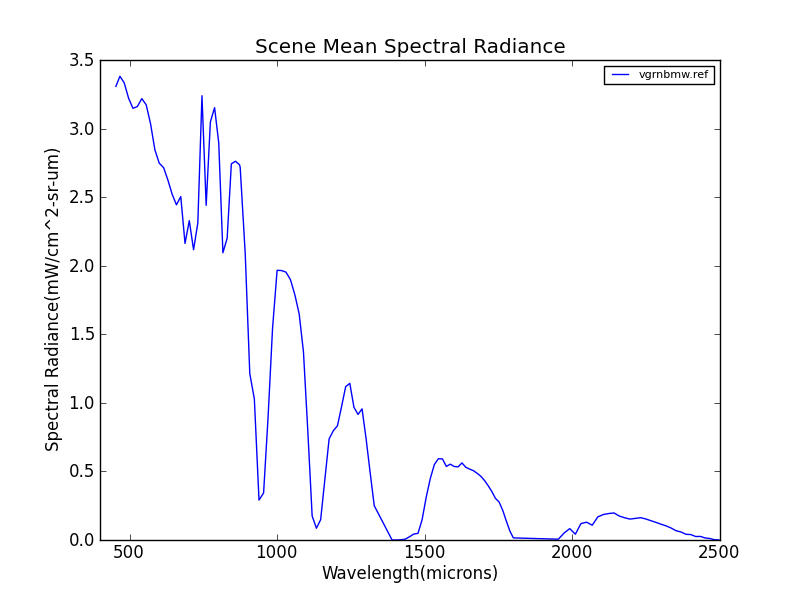 Scene Mean Spectral Radiance
vgrnbmw.ref
3.5
3.0
2.5
2.0
1.5
1.0
0.5
0.0
Spectral Radiance(mW/cm^2-sr-um)
500 1000 1500 2000 2500
Wavelength(microns)